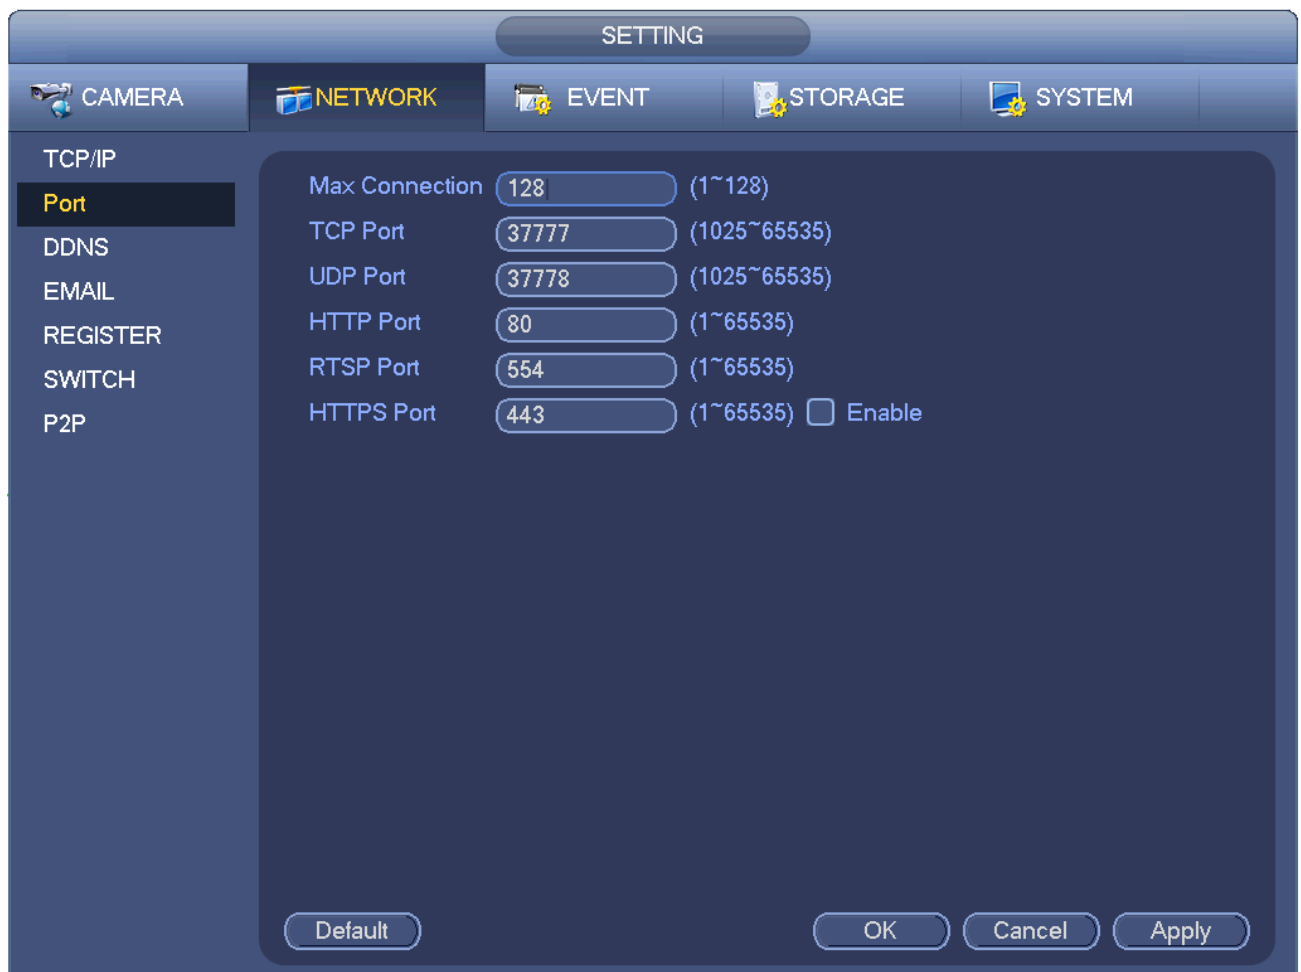 SETTING
CAMERA NETWORK EVENT STORAGE SYSTEM
TCP/IP
Port
DDNS
EMAIL
REGISTER
SWITCH
P2P
Max Connection 128 (1~128)
TCP Port 37777 (1025~65535)
UDP Port 37778 (1025~65535)
HTTP Port 80 (1~65535)
RTSP Port 554 (1~65535)
HTTPS Port 443 (1~65535) Enable
Default OK Cancel Apply